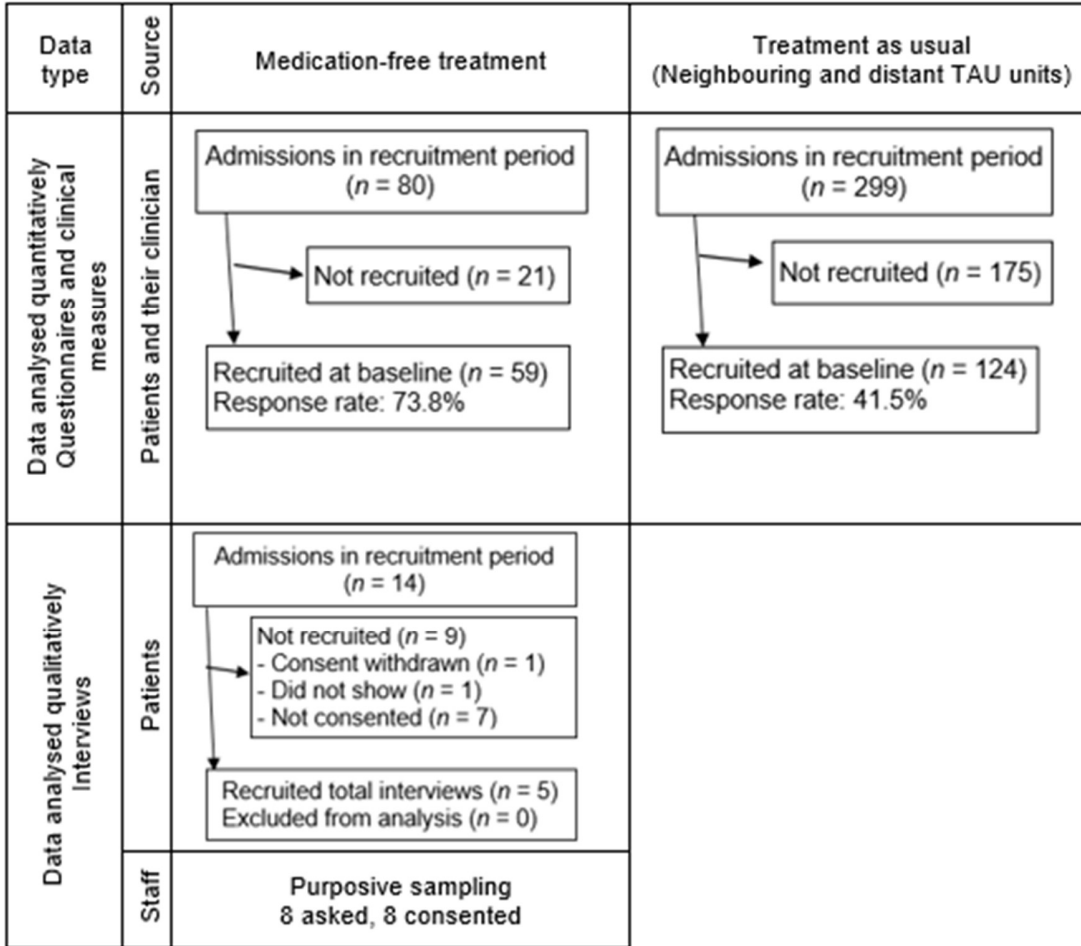 Data
type
Source
Medication-free treatment
Treatment as usual
(Neighbouring and distant TAU units)
Data analysed quantitatively
Questionnaires and clinical
measures
Patients and their clinician
Admissions in recruitment period
(n = 80)
Not recruited (n = 21)
Recruited at baseline (n = 59)
Response rate: 73.8%
Admissions in recruitment period
(n = 299)
Not recruited (n = 175)
Recruited at baseline (n = 124)
Response rate: 41.5%
Data analysed qualitatively
Interviews
Patients
Admissions in recruitment period
(n = 14)
Not recruited (n = 9)
- Consent withdrawn (n = 1)
- Did not show (n = 1)
- Not consented (n = 7)
Recruited total interviews (n = 5)
Excluded from analysis (n = 0)
Staff
Purposive sampling
8 asked, 8 consented